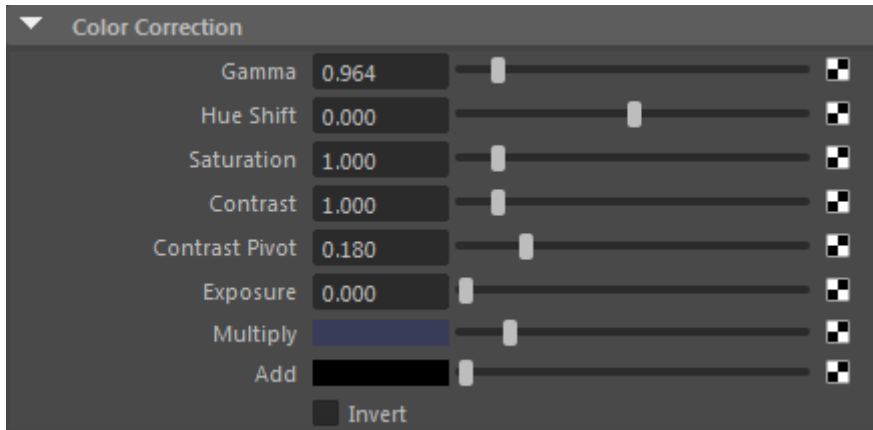 Color Correction
Gamma 0.964
Hue Shift 0.000
Saturation 1.000
Contrast 1.000
Contrast Pivot 0.180
Exposure 0.000
Multiply
Add
Invert